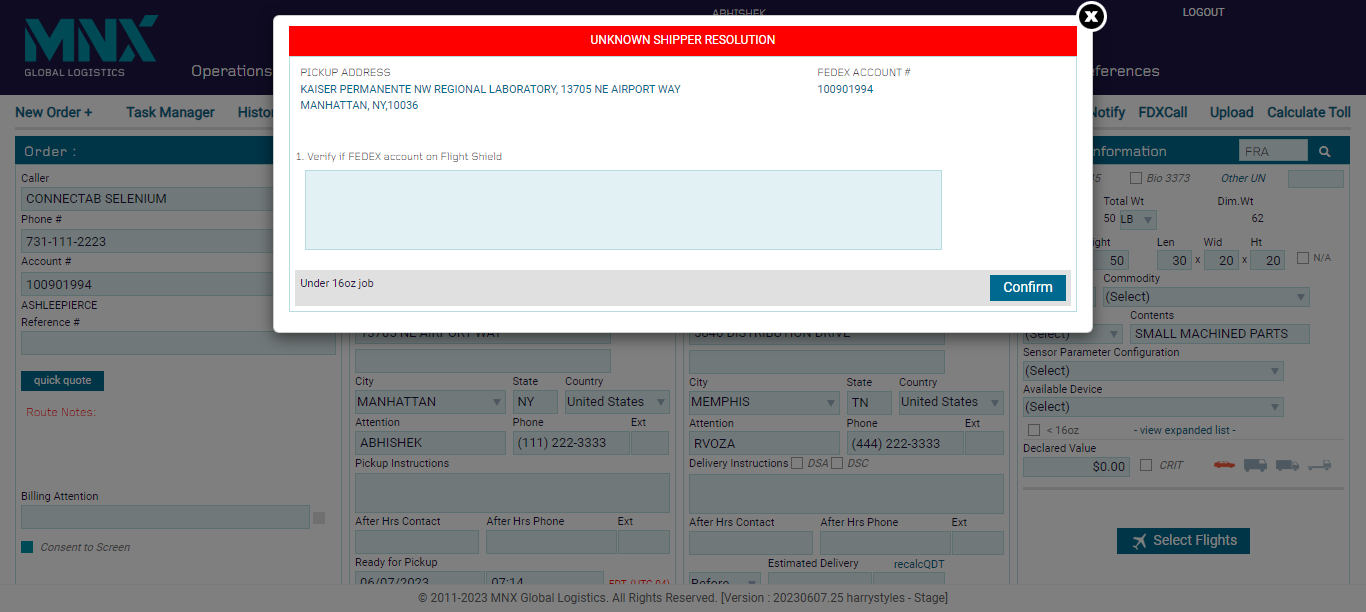 ABHISHEK
LOGOUT
MNX
GLOBAL LOGISTICS
Operations
UNKNOWN SHIPPER RESOLUTION
PICKUP ADDRESS
FEDEX ACCOUNT #
KAISER PERMANENTE NW REGIONAL LABORATORY, 13705 NE AIRPORT WAY
100901994
MANHATTAN, NY,10036
1. Verify if FEDEX account on Flight Shield
Under 16oz job
Confirm
New Order +
Task Manager
FDXCall
Upload
Calculate Toll
Order :
FRA
Caller
CONNECTAB SELENIUM
Phone #
731-111-2223
Account #
100901994
ASHLEEPIERCE
Reference #
quick quote
Route Notes:
Billing Attention
Consent to Screen
13705 NE AIRPORT WAY
City State Country
MANHATTAN NY United States
Attention Phone Ext
ABHISHEK (111) 222-3333
Pickup Instructions
After Hrs Contact After Hrs Phone Ext
Ready for Pickup
06/07/2023 07:14 EDT (UTC-04)
DISTRIBUTION DRIVE
City State Country
MEMPHIS TN United States
Attention Phone Ext
RVOZA (444) 222-3333
Delivery Instructions DSA DSC
After Hrs Contact After Hrs Phone Ext
Estimated Delivery recalcQDT
Before
Bio 3373 Other UN
Total Wt Dim.Wt
50 LB 62
Len Wid Ht
50 30 x 20 x 20 N/A
Commodity
(Select)
Contents
(Select) SMALL MACHINED PARTS
Sensor Parameter Configuration
(Select)
Available Device
(Select)
< 16oz - view expanded list -
Declared Value
$0.00 CRIT
Select Flights
© 2011-2023 MNX Global Logistics. All Rights Reserved. [Version : 20230607.25 harrystyles - Stage]